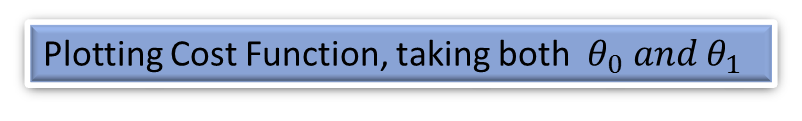 Plotting Cost Function, taking both θ₀ and θ₁